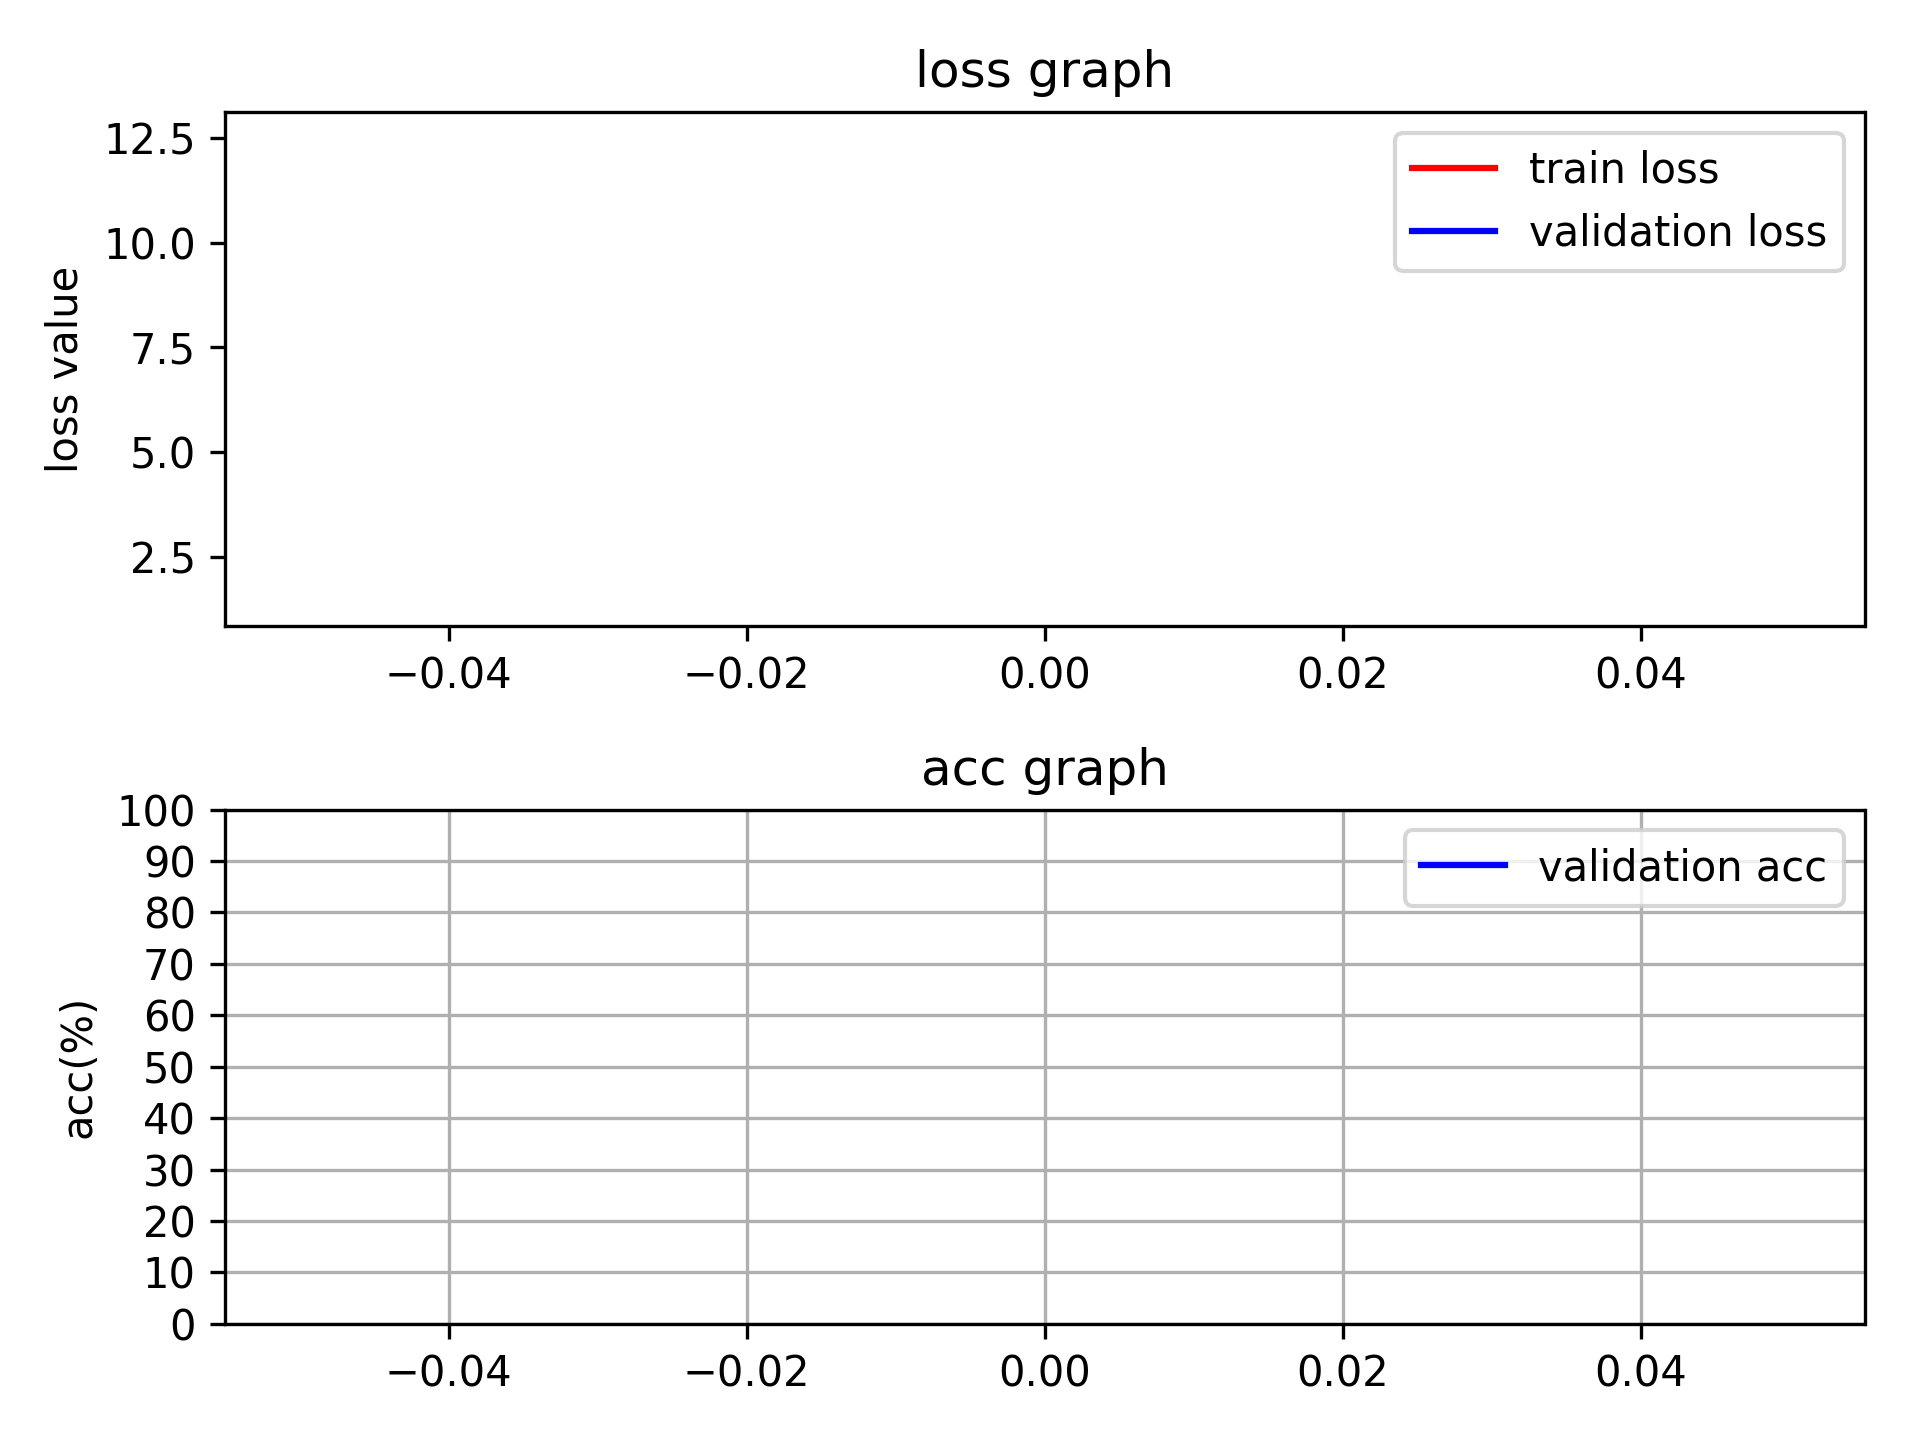 loss graph
12.5
10.0
7.5
5.0
2.5
loss value
train loss
validation loss
−0.04 −0.02 0.00 0.02 0.04
acc graph
100
90
80
70
60
50
40
30
20
10
0
acc(%)
validation acc
−0.04 −0.02 0.00 0.02 0.04